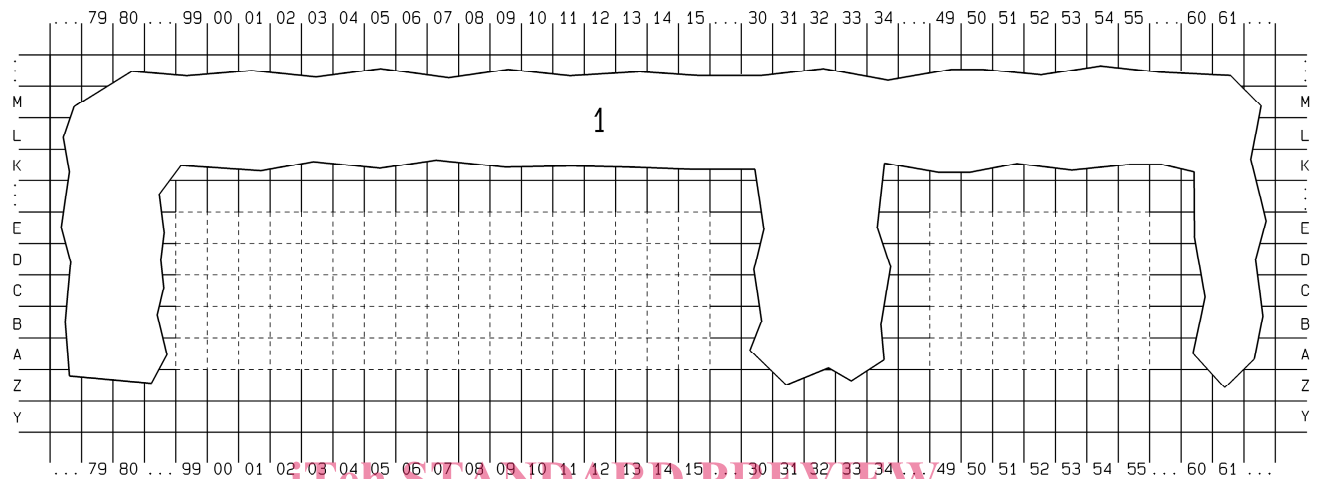 ... 79 80 ... 99 00 01 02 03 04 05 06 07 08 09 10 11 12 13 14 15 ... 30 31 32 33 34 ... 49 50 51 52 53 54 55 ... 60 61 ...
⋮ ⋮
M M
1
L L
K K
⋮ ⋮
E E
D D
C C
B B
A A
Z Z
Y Y
... 79 80 ... 99 00 01 02 03 04 05 06 07 08 09 10 11 12 13 14 15 ... 30 31 32 33 34 ... 49 50 51 52 53 54 55 ... 60 61 ...
iTeh STANDARD PREVIEW